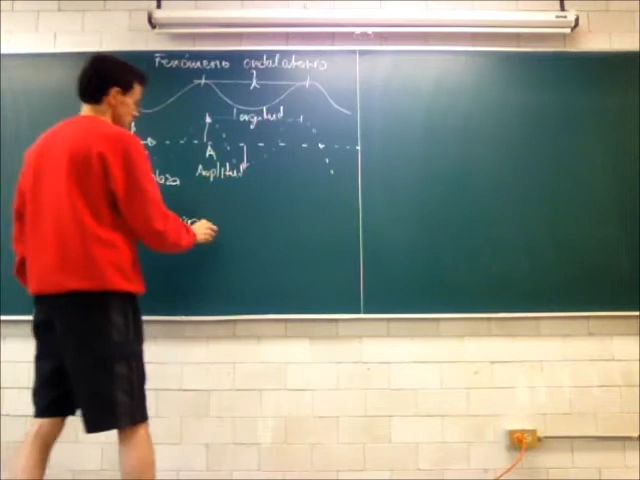 Fenómeno ondulatorio
λ
Longitud
A
Amplitud